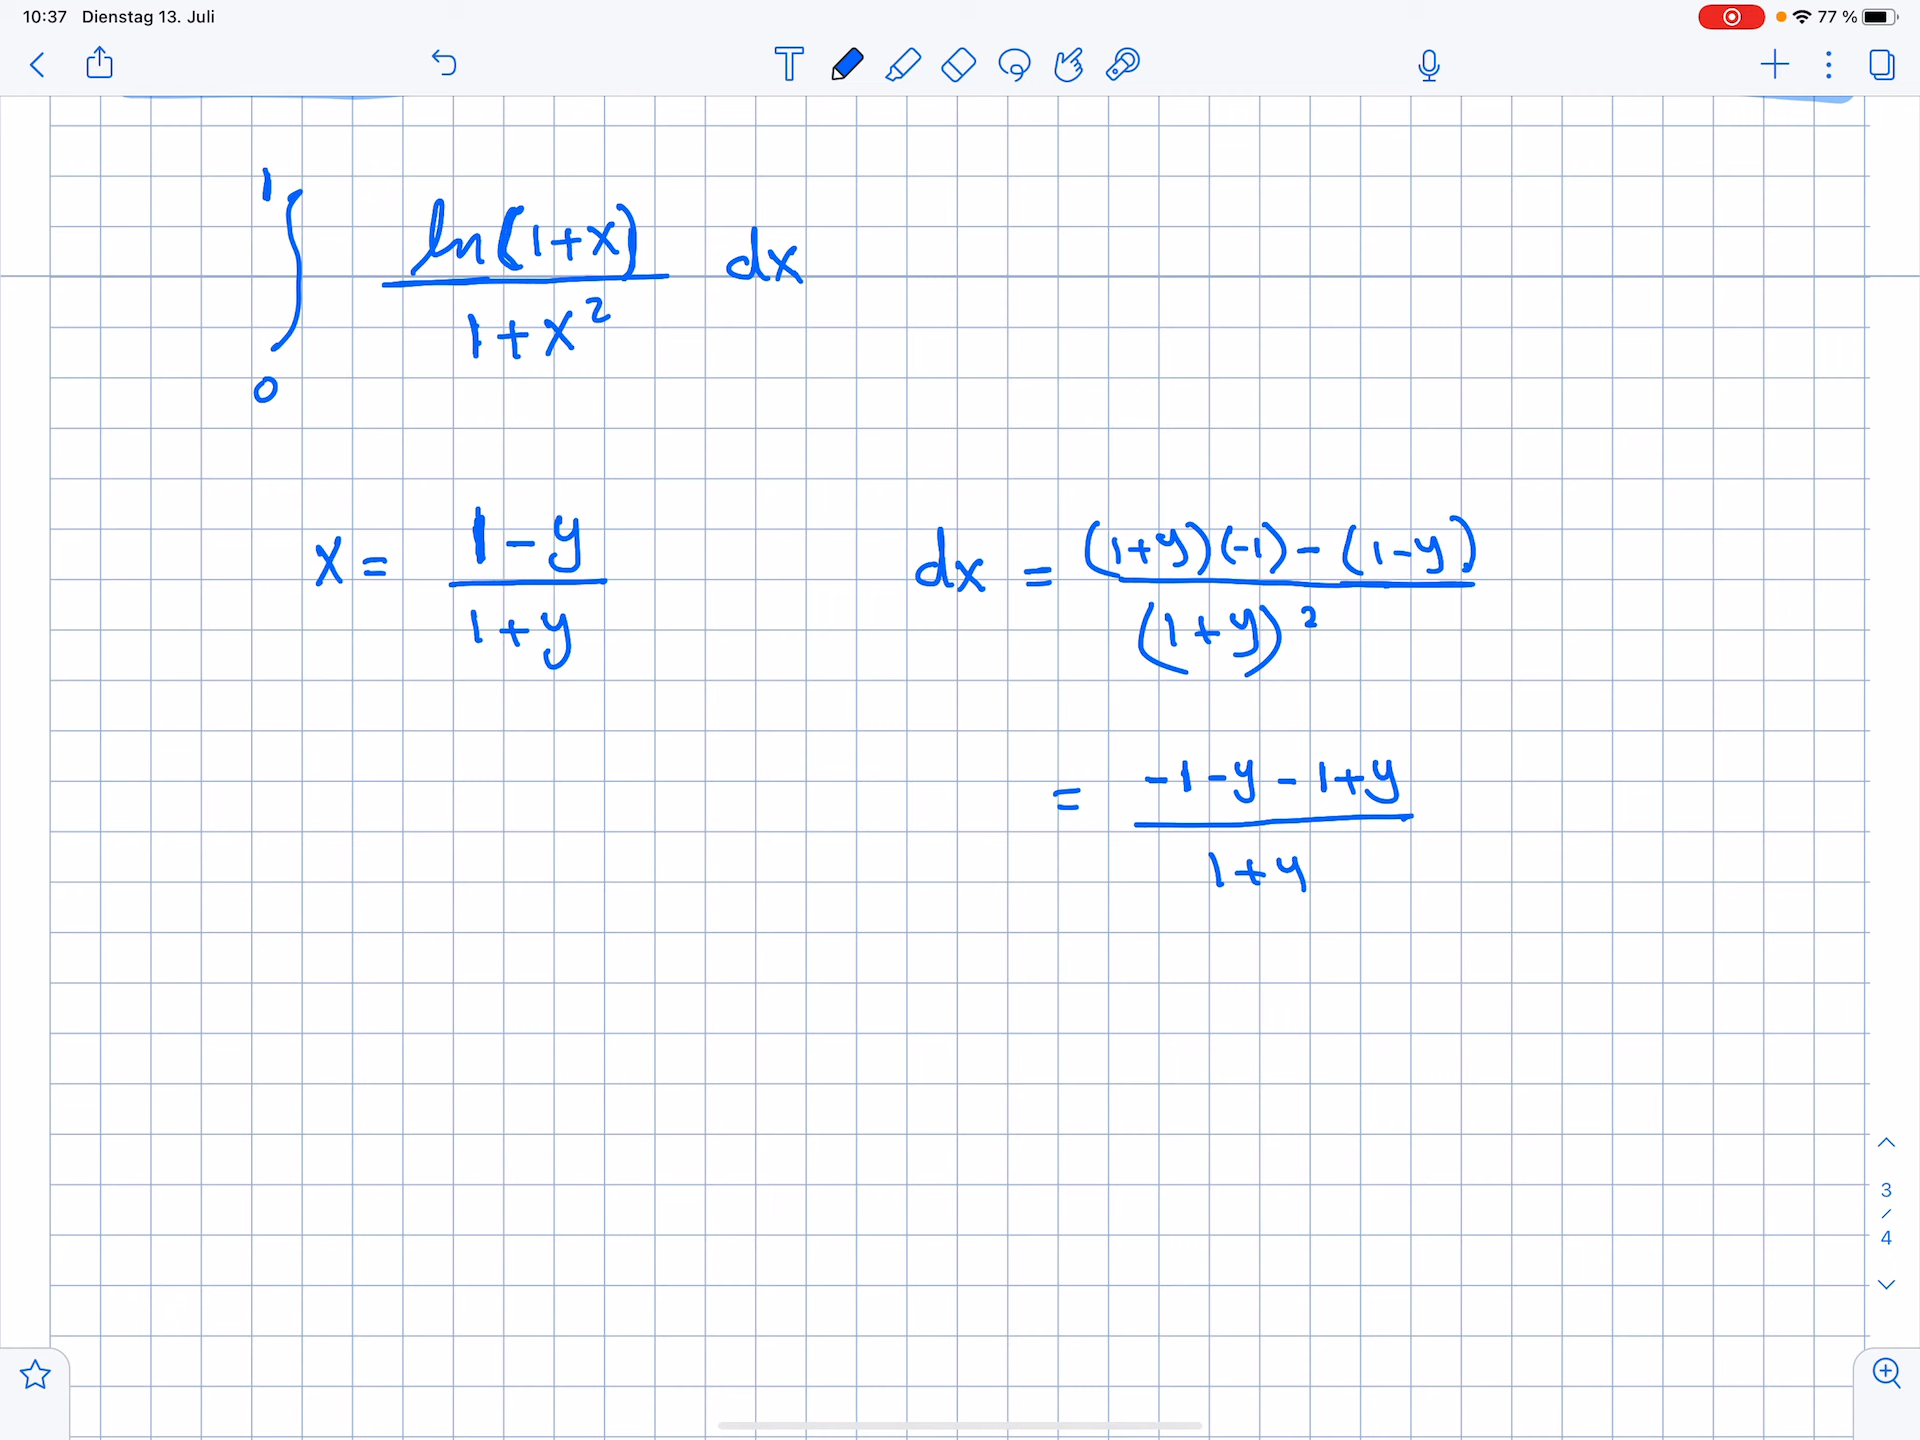 10:37 Dienstag 13. Juli
77 %
T
1
∫ ln(1+x) dx
1+x²
0
x = 1-y
1+y
dx = (1+y)(-1) - (1-y)
(1+y)²
= -1-y-1+y
1+y
3
/
4